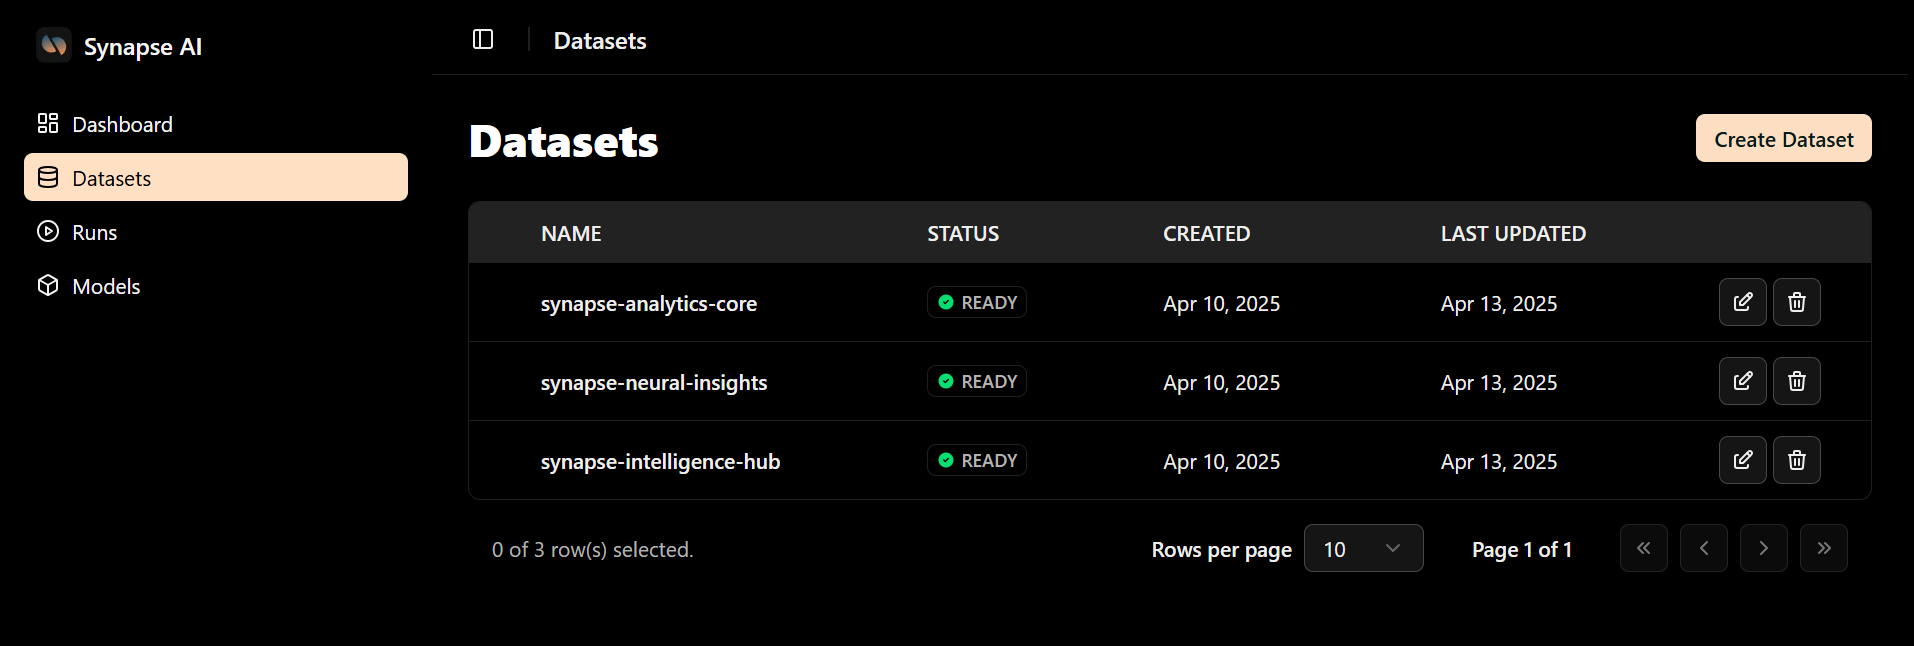 Synapse AI
Dashboard
Datasets
Runs
Models
Datasets
Datasets
Create Dataset
NAME STATUS CREATED LAST UPDATED
synapse-analytics-core READY Apr 10, 2025 Apr 13, 2025
synapse-neural-insights READY Apr 10, 2025 Apr 13, 2025
synapse-intelligence-hub READY Apr 10, 2025 Apr 13, 2025
0 of 3 row(s) selected. Rows per page 10 Page 1 of 1